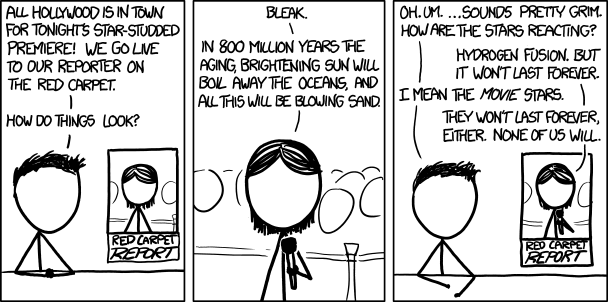 ALL HOLLYWOOD IS IN TOWN
FOR TONIGHT'S STAR-STUDDED
PREMIERE! WE GO LIVE
TO OUR REPORTER ON
THE RED CARPET.
HOW DO THINGS LOOK?
RED CARPET
REPORT
BLEAK.
IN 800 MILLION YEARS THE
AGING, BRIGHTENING SUN WILL
BOIL AWAY THE OCEANS, AND
ALL THIS WILL BE BLOWING SAND.
OH. UM. ...SOUNDS PRETTY GRIM.
HOW ARE THE STARS REACTING?
HYDROGEN FUSION. BUT
IT WON'T LAST FOREVER.
I MEAN THE MOVIE STARS.
THEY WON'T LAST FOREVER,
EITHER. NONE OF US WILL.
RED CARPET
REPORT